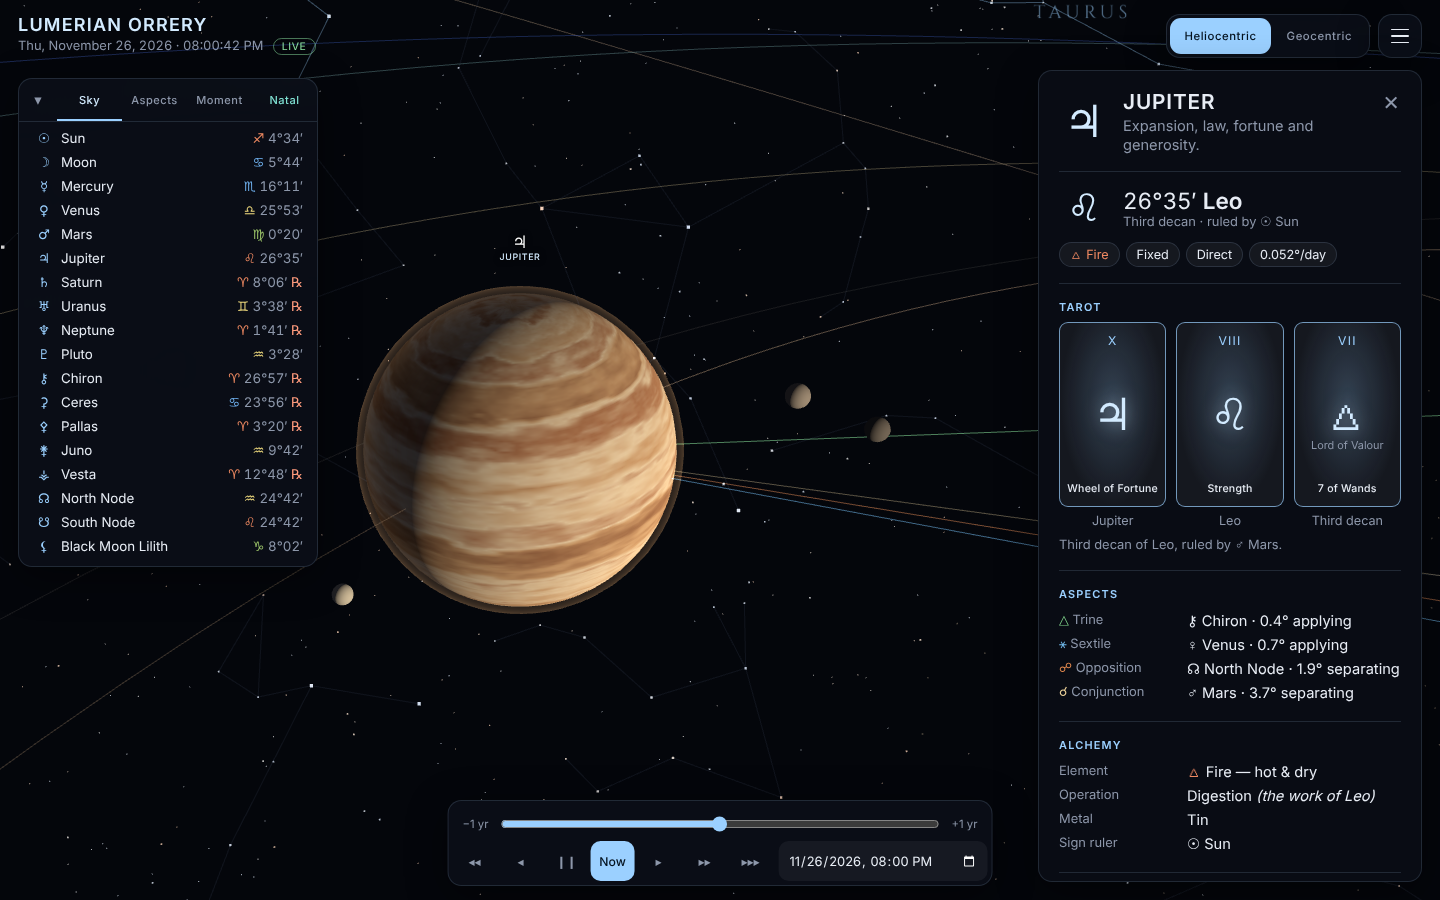 LUMERIAN ORRERY
Thu, November 26, 2026 · 08:00:42 PM LIVE
TAURUS
Heliocentric Geocentric
▼ Sky Aspects Moment Natal
☉ Sun ♐ 4°34′
☽ Moon ♋ 5°44′
☿ Mercury ♏ 16°11′
♀ Venus ♎ 25°53′
♂ Mars ♍ 0°20′
♃ Jupiter ♌ 26°35′
♄ Saturn ♈ 8°06′ ℞
♅ Uranus ♊ 3°38′ ℞
♆ Neptune ♈ 1°41′ ℞
♇ Pluto ♒ 3°28′
⚷ Chiron ♈ 26°57′ ℞
⚳ Ceres ♋ 23°56′ ℞
⚴ Pallas ♈ 3°20′ ℞
⚵ Juno ♒ 9°42′
⚶ Vesta ♈ 12°48′ ℞
☊ North Node ♒ 24°42′
☋ South Node ♌ 24°42′
⚸ Black Moon Lilith ♑ 8°02′
♃
JUPITER
−1 yr +1 yr
◂◂ ◂ ❙❙ Now ▸ ▸▸ ▸▸▸ 11/26/2026, 08:00 PM
♃ JUPITER ✕
Expansion, law, fortune and
generosity.
♌ 26°35′ Leo
Third decan · ruled by ☉ Sun
🜂 Fire Fixed Direct 0.052°/day
TAROT
X VIII VII
♃ ♌ 🜂
Lord of Valour
Wheel of Fortune Strength 7 of Wands
Jupiter Leo Third decan
Third decan of Leo, ruled by ♂ Mars.
ASPECTS
△ Trine ⚷ Chiron · 0.4° applying
⚹ Sextile ♀ Venus · 0.7° applying
☍ Opposition ☊ North Node · 1.9° separating
☌ Conjunction ♂ Mars · 3.7° separating
ALCHEMY
Element 🜂 Fire — hot & dry
Operation Digestion (the work of Leo)
Metal Tin
Sign ruler ☉ Sun